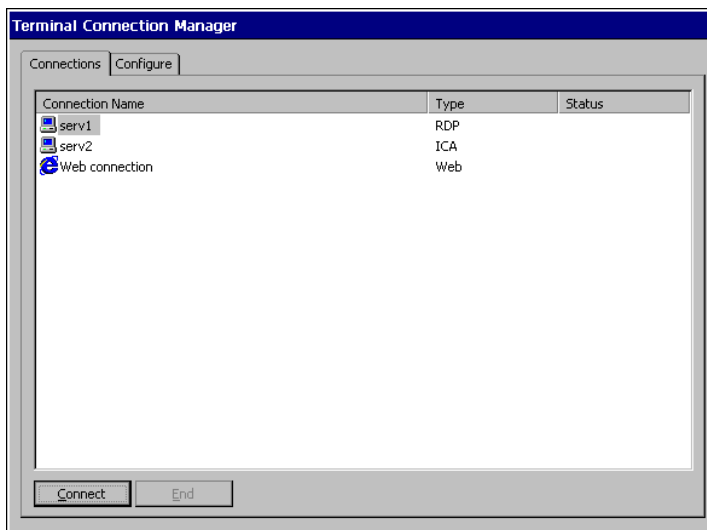 Terminal Connection Manager
Connections Configure
Connection Name Type Status
serv1 RDP
serv2 ICA
Web connection Web
Connect End